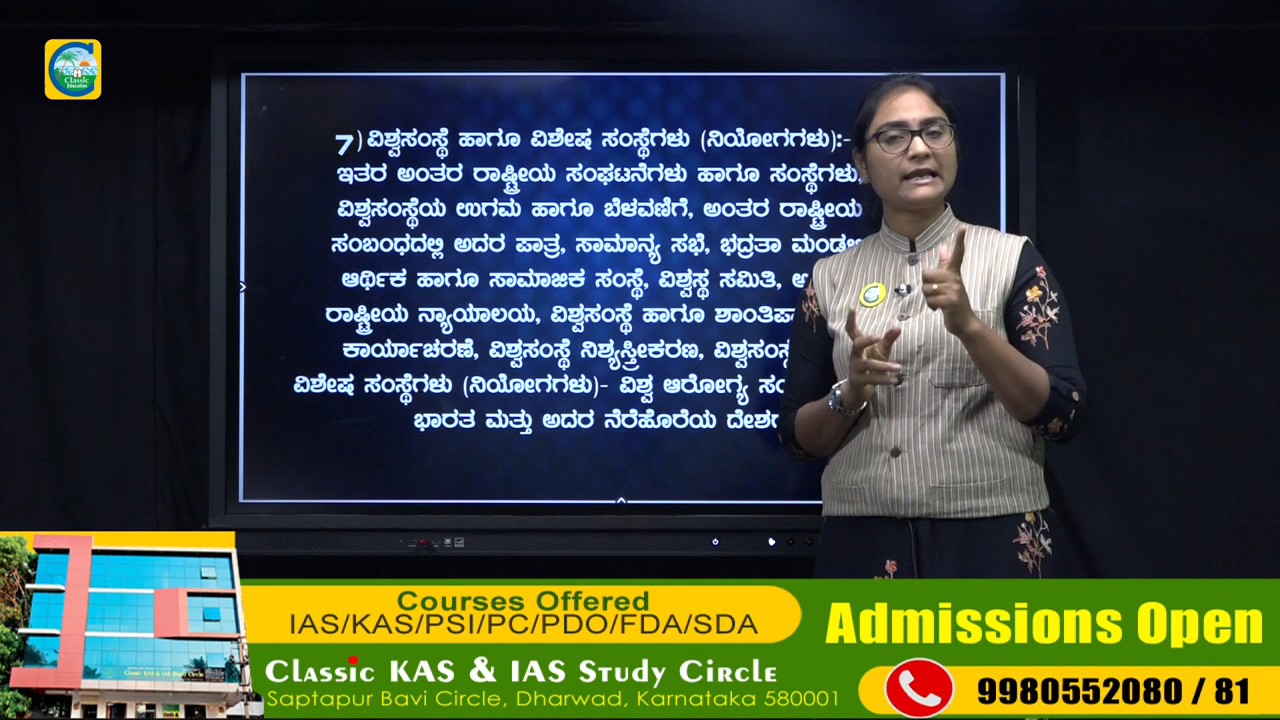 Classic
Education
7) ವಿಶ್ವಸಂಸ್ಥೆ ಹಾಗೂ ವಿಶೇಷ ಸಂಸ್ಥೆಗಳು (ನಿಯೋಗಗಳು):-
ಇತರ ಅಂತರ ರಾಷ್ಟ್ರೀಯ ಸಂಘಟನೆಗಳು ಹಾಗೂ ಸಂಸ್ಥೆಗಳು,
ವಿಶ್ವಸಂಸ್ಥೆಯ ಉಗಮ ಹಾಗೂ ಬೆಳವಣಿಗೆ, ಅಂತರ ರಾಷ್ಟ್ರೀಯ
ಸಂಬಂಧದಲ್ಲಿ ಅದರ ಪಾತ್ರ, ಸಾಮಾನ್ಯ ಸಭೆ, ಭದ್ರತಾ
ಆರ್ಥಿಕ ಹಾಗೂ ಸಾಮಾಜಿಕ ಸಂಸ್ಥೆ, ವಿಶ್ವಸ್ಥ ಸಮಿತಿ,
ರಾಷ್ಟ್ರೀಯ ನ್ಯಾಯಾಲಯ, ವಿಶ್ವಸಂಸ್ಥೆ ಹಾಗೂ
ಕಾರ್ಯಾಚರಣೆ, ವಿಶ್ವಸಂಸ್ಥೆ ನಿಶ್ಯಸ್ತ್ರೀಕರಣ,
ವಿಶೇಷ ಸಂಸ್ಥೆಗಳು (ನಿಯೋಗಗಳು)- ವಿಶ್ವ ಆರೋಗ್ಯ
ಭಾರತ ಮತ್ತು ಅದರ ನೆರೆಹೊರೆಯ
Courses Offered
IAS/KAS/PSI/PC/PDO/FDA/SDA
Classic KAS & IAS Study Circle
Saptapur Bavi Circle, Dharwad, Karnataka 580001
Admissions Open
9980552080 / 81